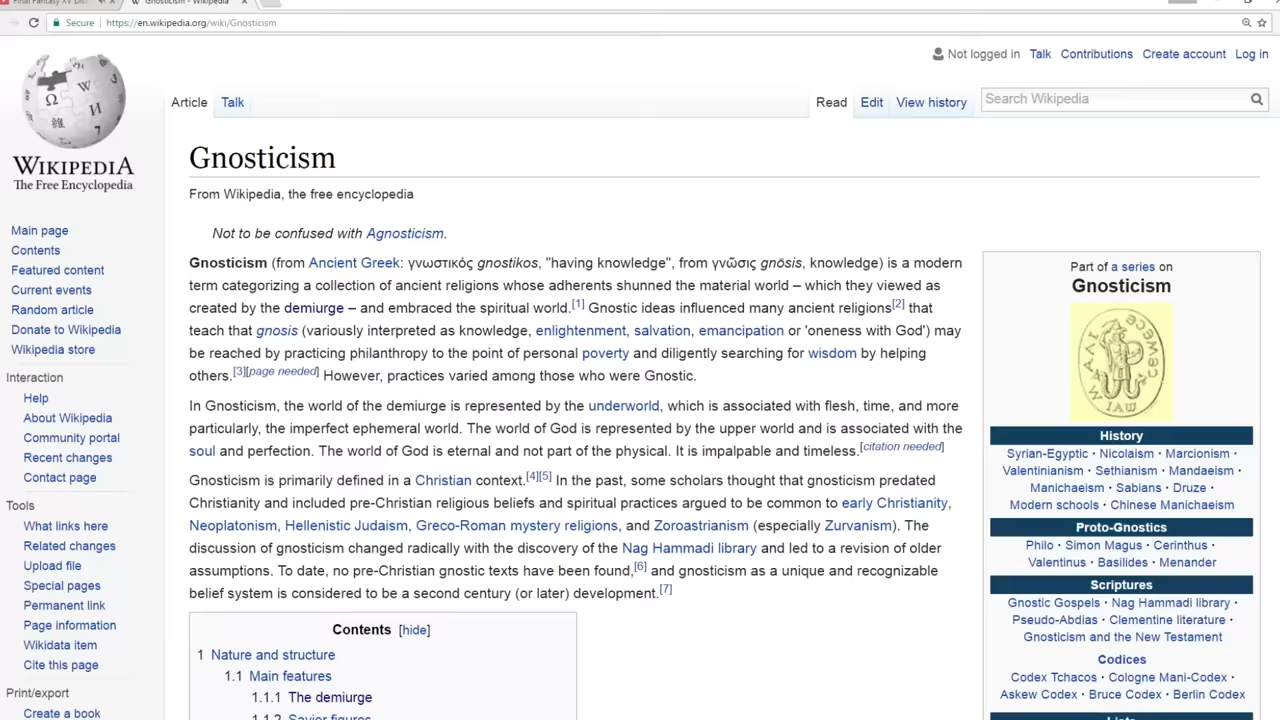 Final Fantasy XV Dis
Gnosticism - Wikipedia
Secure https://en.wikipedia.org/wiki/Gnosticism
Not logged in Talk Contributions Create account Log in
Article Talk Read Edit View history Search Wikipedia
WIKIPEDIA
The Free Encyclopedia
Main page
Contents
Featured content
Current events
Random article
Donate to Wikipedia
Wikipedia store
Interaction
Help
About Wikipedia
Community portal
Recent changes
Contact page
Tools
What links here
Related changes
Upload file
Special pages
Permanent link
Page information
Wikidata item
Cite this page
Print/export
Create a book
Gnosticism
From Wikipedia, the free encyclopedia
Not to be confused with Agnosticism.
Gnosticism (from Ancient Greek: γνωστικός gnostikos, "having knowledge", from γνῶσις gnōsis, knowledge) is a modern
term categorizing a collection of ancient religions whose adherents shunned the material world – which they viewed as
created by the demiurge – and embraced the spiritual world.[1] Gnostic ideas influenced many ancient religions[2] that
teach that gnosis (variously interpreted as knowledge, enlightenment, salvation, emancipation or 'oneness with God') may
be reached by practicing philanthropy to the point of personal poverty and diligently searching for wisdom by helping
others.[3][page needed] However, practices varied among those who were Gnostic.
In Gnosticism, the world of the demiurge is represented by the underworld, which is associated with flesh, time, and more
particularly, the imperfect ephemeral world. The world of God is represented by the upper world and is associated with the
soul and perfection. The world of God is eternal and not part of the physical. It is impalpable and timeless.[citation needed]
Gnosticism is primarily defined in a Christian context.[4][5] In the past, some scholars thought that gnosticism predated
Christianity and included pre-Christian religious beliefs and spiritual practices argued to be common to early Christianity,
Neoplatonism, Hellenistic Judaism, Greco-Roman mystery religions, and Zoroastrianism (especially Zurvanism). The
discussion of gnosticism changed radically with the discovery of the Nag Hammadi library and led to a revision of older
assumptions. To date, no pre-Christian gnostic texts have been found,[6] and gnosticism as a unique and recognizable
belief system is considered to be a second century (or later) development.[7]
Contents [hide]
1 Nature and structure
1.1 Main features
1.1.1 The demiurge
1.1.2 Savior figures
Part of a series on
Gnosticism
ΙΑW
History
Syrian-Egyptic · Nicolaism · Marcionism ·
Valentinianism · Sethianism · Mandaeism ·
Manichaeism · Sabians · Druze ·
Modern schools · Chinese Manichaeism
Proto-Gnostics
Philo · Simon Magus · Cerinthus ·
Valentinus · Basilides · Menander
Scriptures
Gnostic Gospels · Nag Hammadi library ·
Pseudo-Abdias · Clementine literature ·
Gnosticism and the New Testament
Codices
Codex Tchacos · Cologne Mani-Codex ·
Askew Codex · Bruce Codex · Berlin Codex
Lists